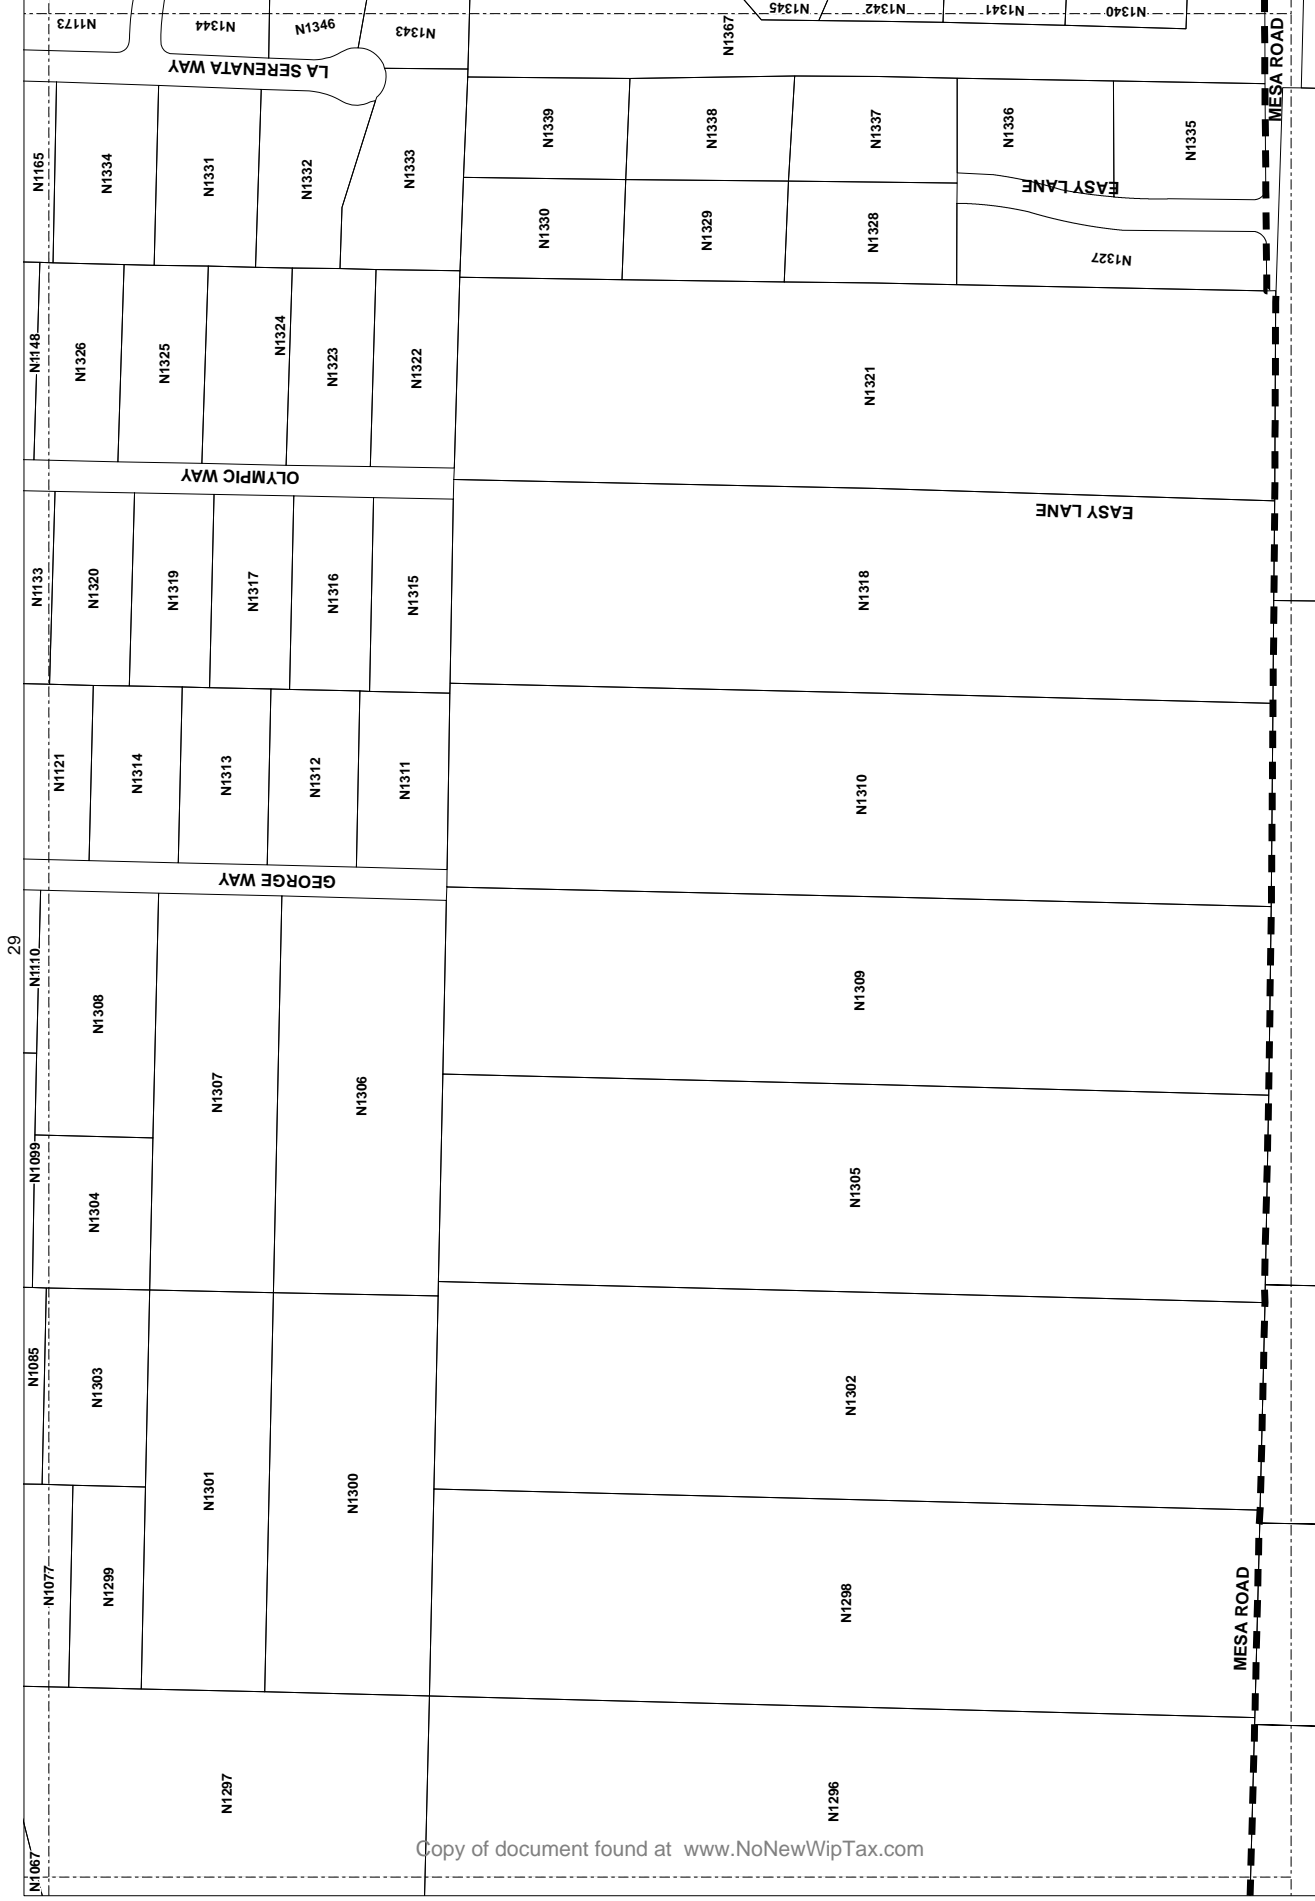 N1173
N1344
N1346
N1343
N1367
N1345
N1342
N1341
N1340
MESA ROAD
LA SERENATA WAY
N1165
N1334
N1331
N1332
N1333
N1339
N1338
N1337
N1336
N1335
EASY LANE
N1330
N1329
N1328
N1327
N1148
N1326
N1325
N1324
N1323
N1322
N1321
OLYMPIC WAY
EASY LANE
N1133
N1320
N1319
N1317
N1316
N1315
N1318
N1121
N1314
N1313
N1312
N1311
N1310
GEORGE WAY
29
N1110
N1308
N1307
N1306
N1309
N1099
N1304
N1305
N1085
N1303
N1301
N1300
N1302
N1077
N1299
N1298
MESA ROAD
N1297
N1296
N1067
Copy of document found at www.NoNewWipTax.com